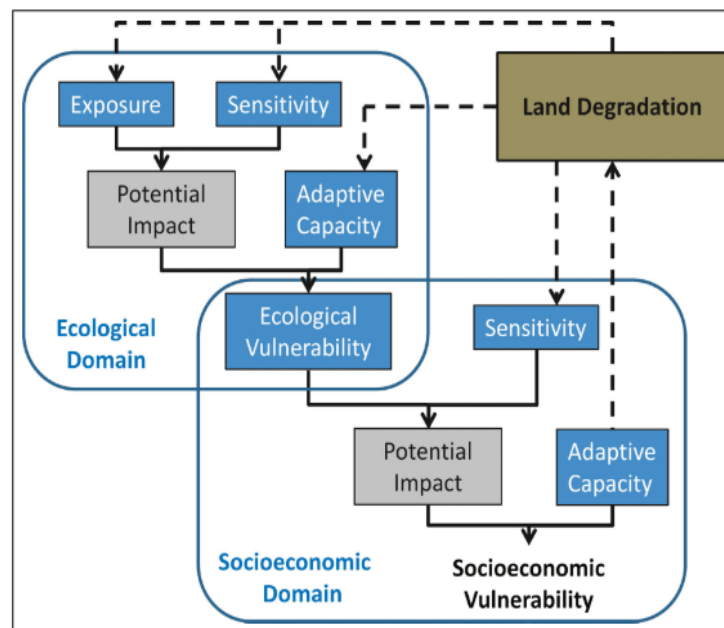 Exposure
Sensitivity
Land Degradation
Potential
Impact
Adaptive
Capacity
Ecological
Domain
Ecological
Vulnerability
Sensitivity
Potential
Impact
Adaptive
Capacity
Socioeconomic
Domain
Socioeconomic
Vulnerability